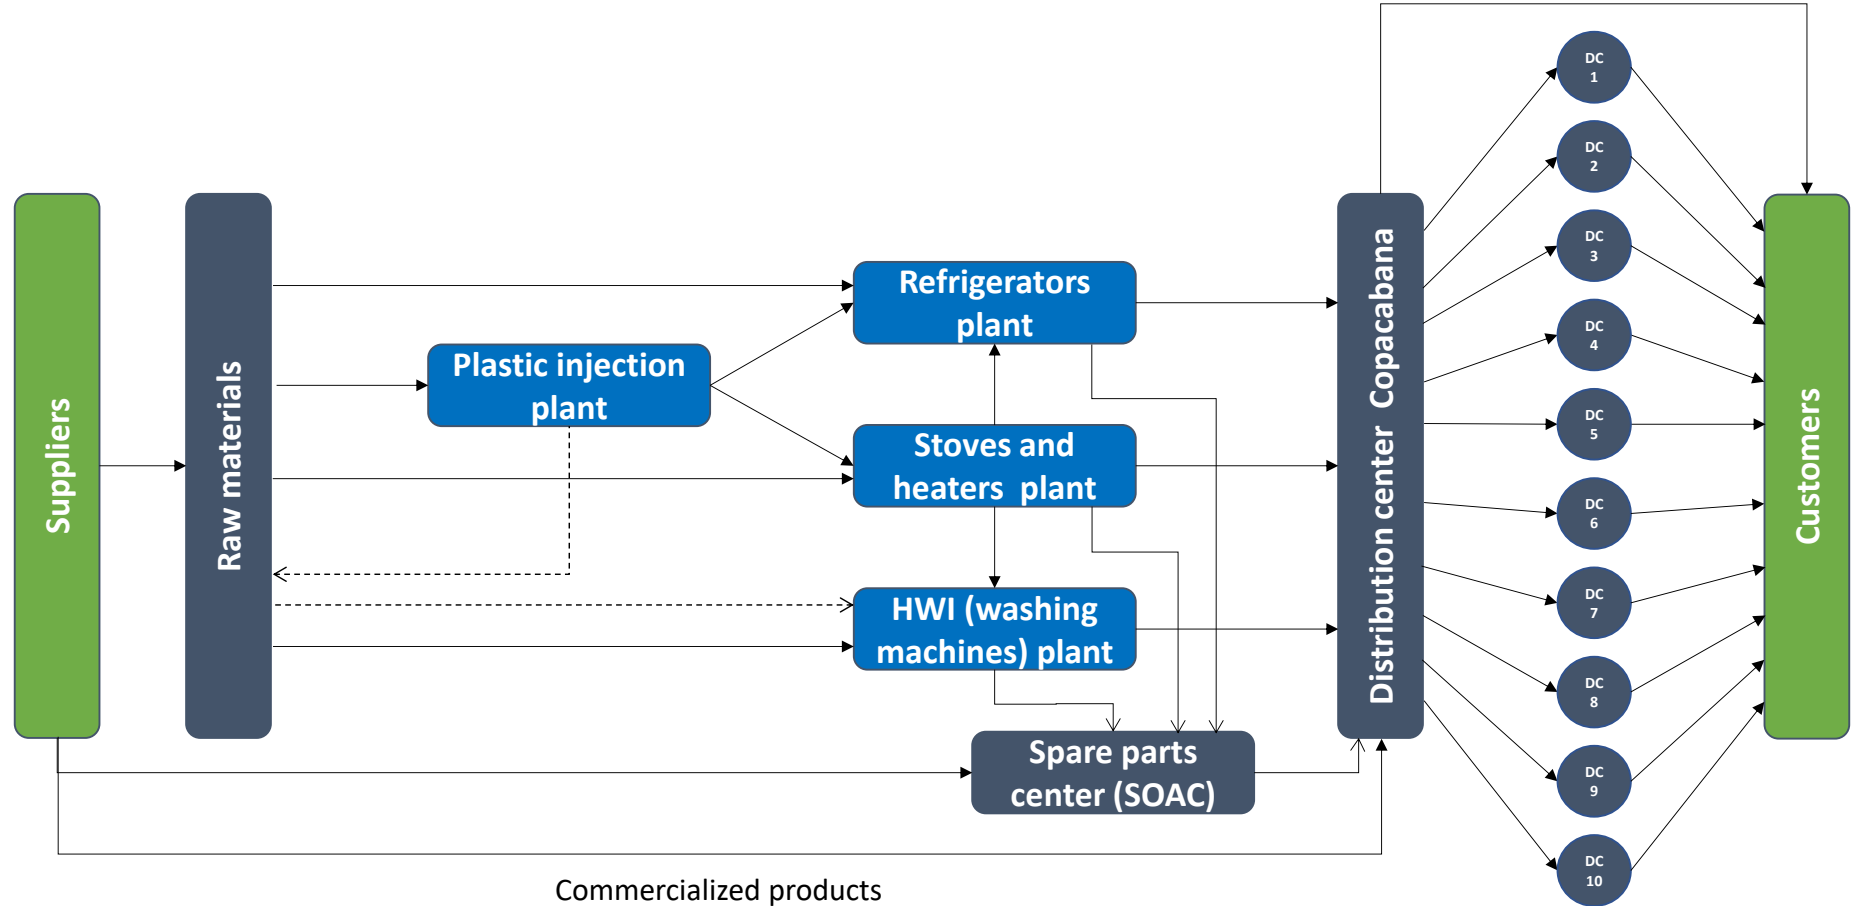 Suppliers
Raw materials
Plastic injection
plant
Refrigerators
plant
Stoves and
heaters plant
HWI (washing
machines) plant
Spare parts
center (SOAC)
Distribution center Copacabana
DC
1
DC
2
DC
3
DC
4
DC
5
DC
6
DC
7
DC
8
DC
9
DC
10
Customers
Commercialized products